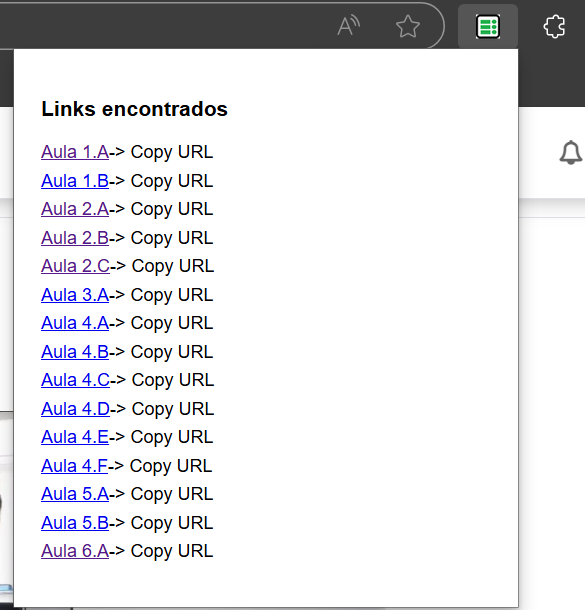 A
Links encontrados
Aula 1.A-> Copy URL
Aula 1.B-> Copy URL
Aula 2.A-> Copy URL
Aula 2.B-> Copy URL
Aula 2.C-> Copy URL
Aula 3.A-> Copy URL
Aula 4.A-> Copy URL
Aula 4.B-> Copy URL
Aula 4.C-> Copy URL
Aula 4.D-> Copy URL
Aula 4.E-> Copy URL
Aula 4.F-> Copy URL
Aula 5.A-> Copy URL
Aula 5.B-> Copy URL
Aula 6.A-> Copy URL